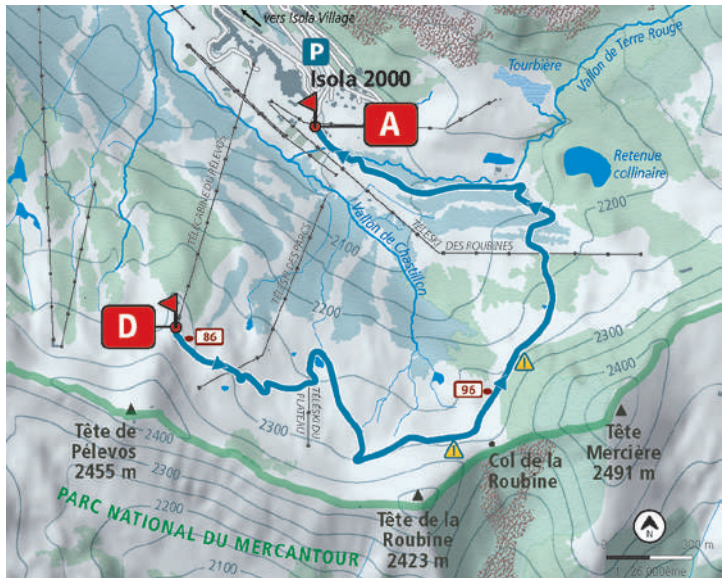 vers Isola Village
P
Isola 2000
A
Tourbière
Vallon de Terre Rouge
Retenue
collinaire
2200
TÉLÉCABINE DU PÉLEVOS
TÉLÉSKI DES PARCS
2100
Vallon de Chastillon
TÉLÉSKI
DES ROUBINES
2200
D
86
2300
2400
96
2300
TÉLÉSKI DU
PLATEAU
Tête de
Pélevos
2455 m
2400
2300
2200
2100
Col de la
Roubine
Tête
Mercière
2491 m
PARC NATIONAL DU MERCANTOUR
Tête de la
Roubine
2423 m
N
300 m
1 : 26 000ème